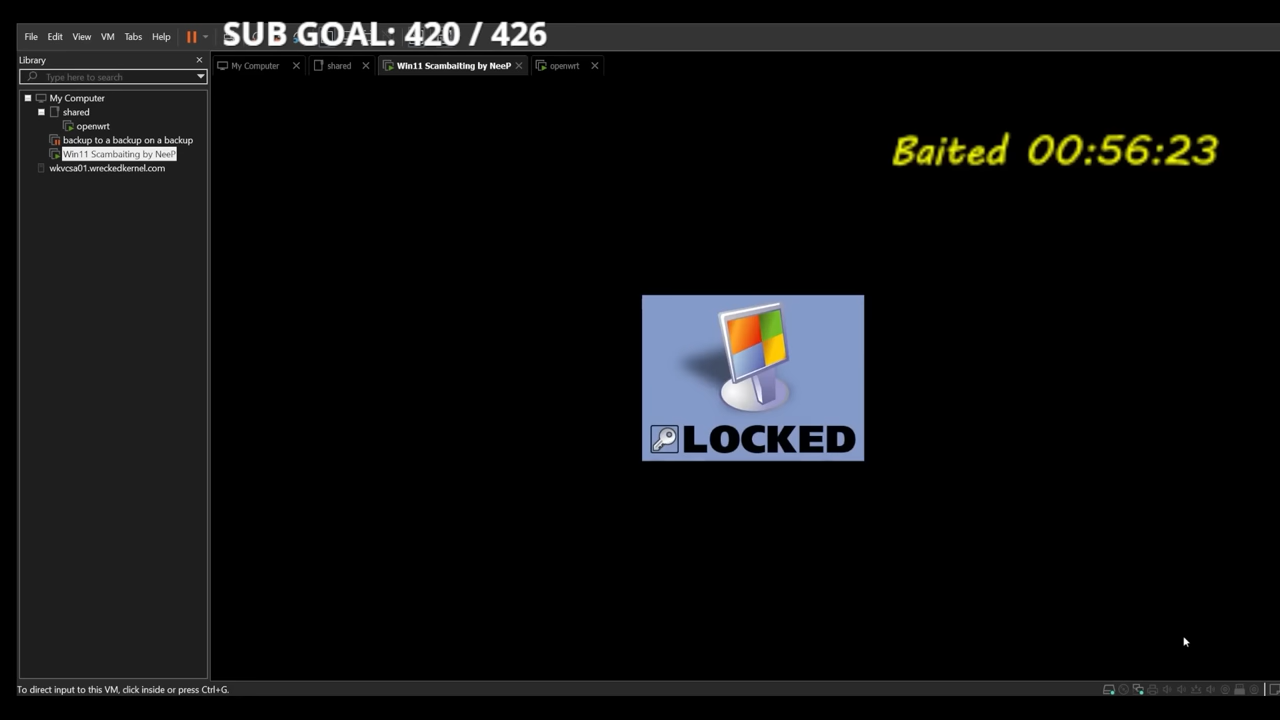 SUB GOAL: 420 / 426
File Edit View VM Tabs Help
Library
My Computer shared Win11 Scambaiting by NeeP openwrt
Type here to search
My Computer
shared
openwrt
backup to a backup on a backup
Win11 Scambaiting by NeeP
wkvcsa01.wreckedkernel.com
Baited 00:56:23
LOCKED
To direct input to this VM, click inside or press Ctrl+G.